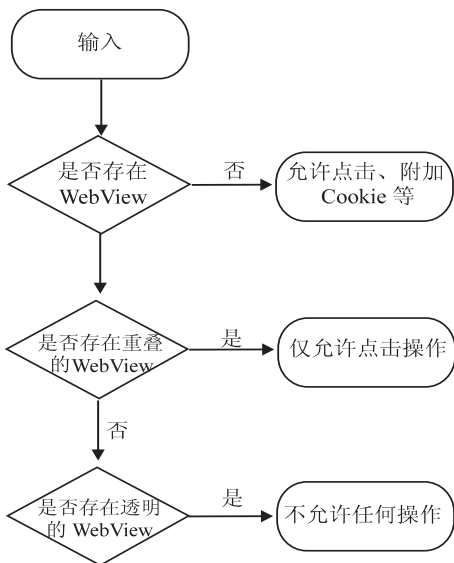 输入
是否存在
WebView
否
允许点击、附加
Cookie 等
是否存在重叠
的WebView
是
仅允许点击操作
否
是否存在透明
的 WebView
是
不允许任何操作